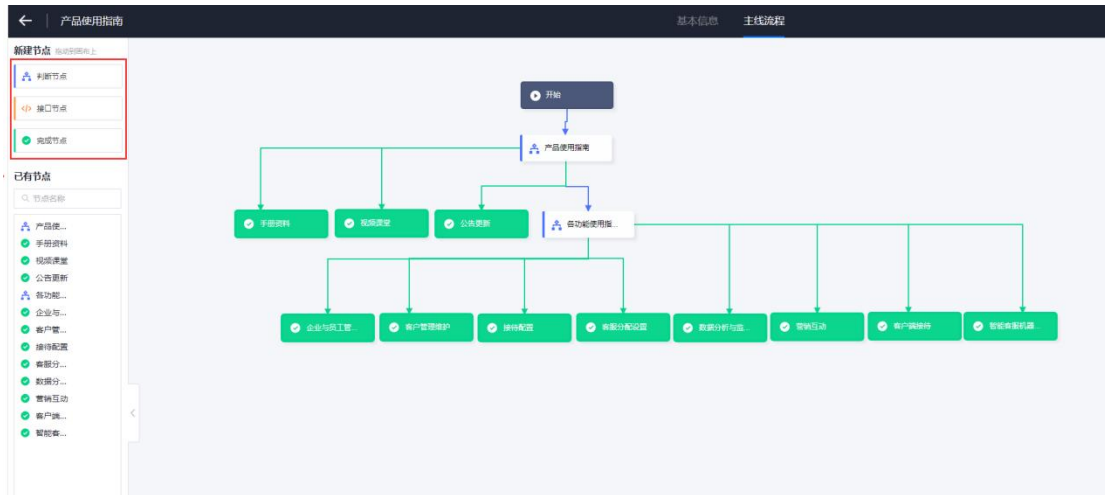 产品使用指南
基本信息
主线流程
新建节点 拖动到画布上
判断节点
</> 接口节点
完成节点
已有节点
节点名称
产品使...
手册资料
视频课堂
公告更新
各功能...
企业与...
客户管...
接待配置
客服分...
数据分...
营销互动
客户端...
智能客...
开始
产品使用指南
手册资料
视频课堂
公告更新
各功能使用指...
企业与员工管...
客户管理维护
接待配置
客服分配设置
数据分析与监...
营销互动
客户端接待
智能客服机器...